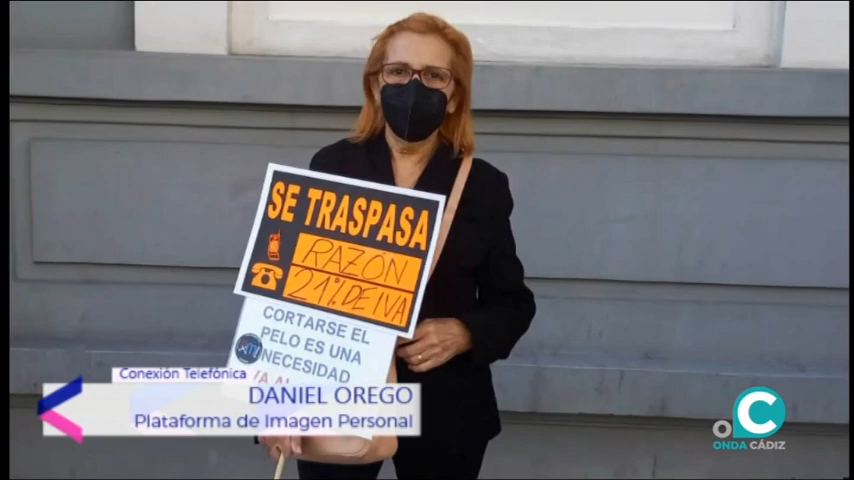 SE TRASPASA
RAZÓN
21% DE IVA
CORTARSE EL
PELO ES UNA
NECESIDAD
Conexión Telefónica
DANIEL OREGO
Plataforma de Imagen Personal
OC
ONDA CÁDIZ